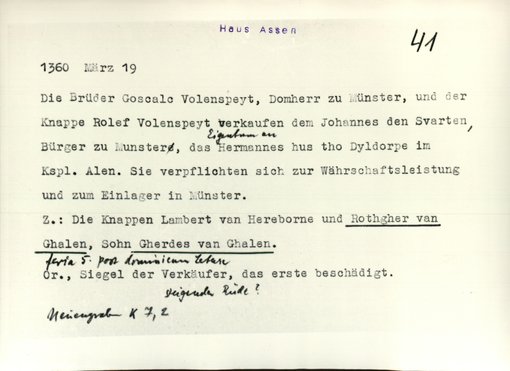 Haus Assen
41
1360 März 19
Die Brüder Goscalc Volenspeyt, Domherr zu Münster, und der
Knappe Rolef Volenspeyt verkaufen dem Johannes den Svarten,
Eigentum an
Bürger zu Munster, das Hermannes hus tho Dyldorpe im
Kspl. Alen. Sie verpflichten sich zur Währschaftsleistung
und zum Einlager in Münster.
Z.: Die Knappen Lambert van Hereborne und Rothgher van
Ghalen, Sohn Gherdes van Ghalen.
feria 5. post dominicam Letare
Or., Siegel der Verkäufer, das erste beschädigt.
steigender Rüde?
K 7,2